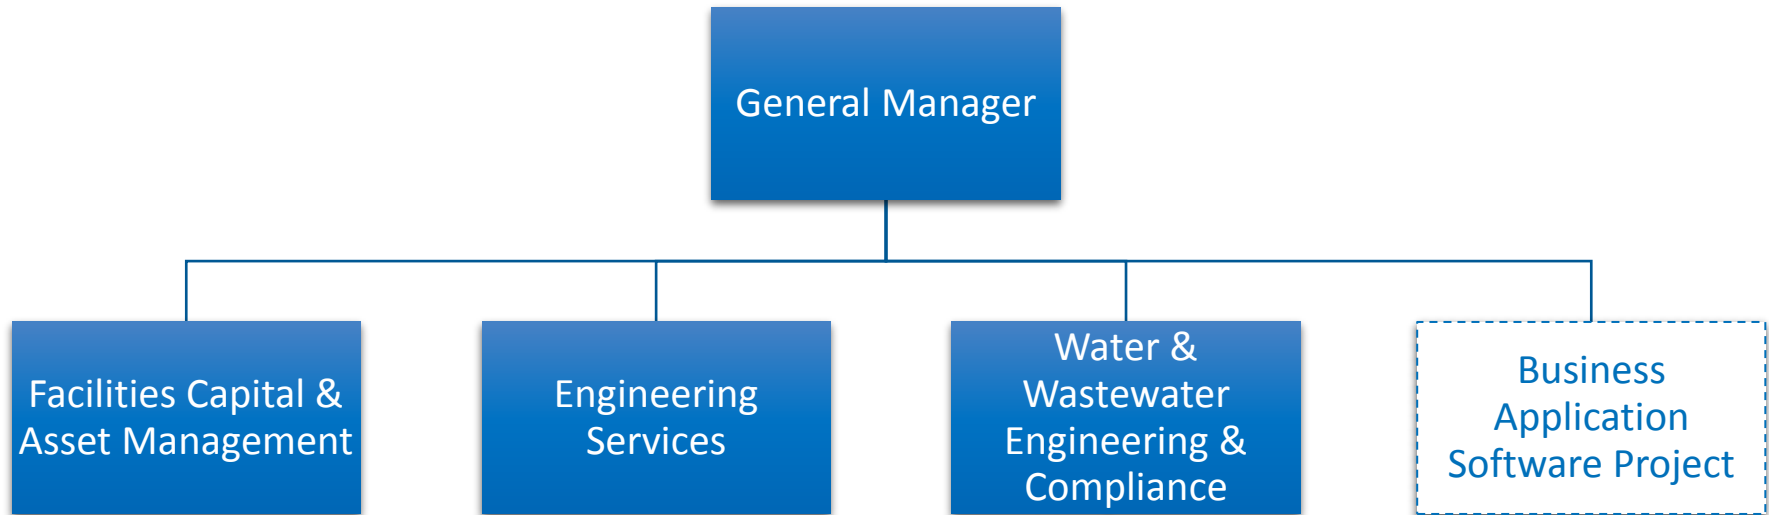 General Manager
Facilities Capital &
Asset Management
Engineering
Services
Water &
Wastewater
Engineering &
Compliance
Business
Application
Software Project